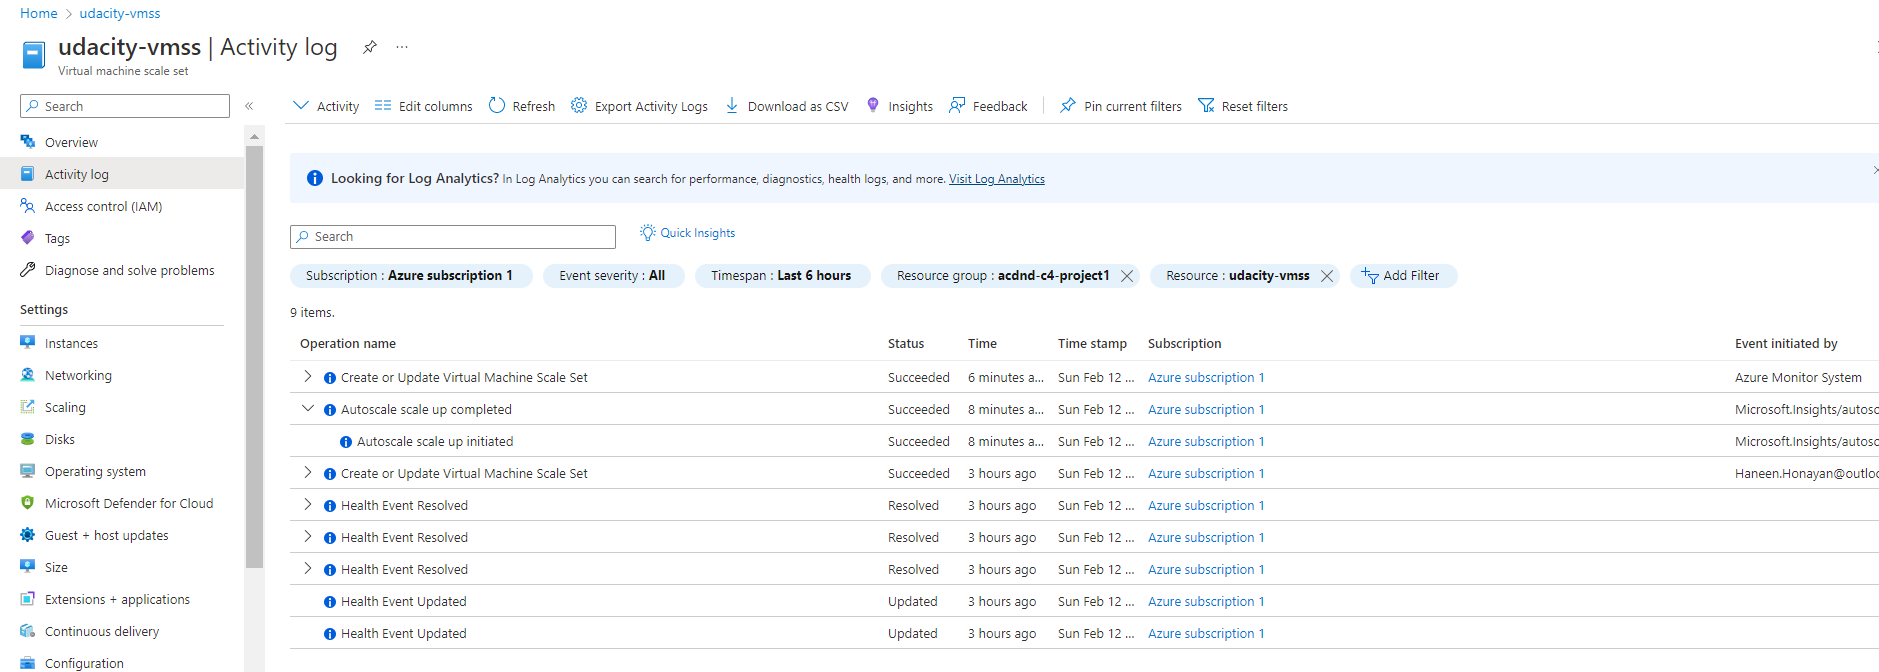 Home > udacity-vmss
udacity-vmss | Activity log ...
Virtual machine scale set
Search «
Overview
Activity log
Access control (IAM)
Tags
Diagnose and solve problems
Settings
Instances
Networking
Scaling
Disks
Operating system
Microsoft Defender for Cloud
Guest + host updates
Size
Extensions + applications
Continuous delivery
Configuration
Activity Edit columns Refresh Export Activity Logs Download as CSV Insights Feedback Pin current filters Reset filters
Looking for Log Analytics? In Log Analytics you can search for performance, diagnostics, health logs, and more. Visit Log Analytics
Search Quick Insights
Subscription : Azure subscription 1 Event severity : All Timespan : Last 6 hours Resource group : acdnd-c4-project1 Resource : udacity-vmss Add Filter
9 items.
Operation name Status Time Time stamp Subscription Event initiated by
Create or Update Virtual Machine Scale Set Succeeded 6 minutes a... Sun Feb 12 ... Azure subscription 1 Azure Monitor System
Autoscale scale up completed Succeeded 8 minutes a... Sun Feb 12 ... Azure subscription 1 Microsoft.Insights/autosc
Autoscale scale up initiated Succeeded 8 minutes a... Sun Feb 12 ... Azure subscription 1 Microsoft.Insights/autosc
Create or Update Virtual Machine Scale Set Succeeded 3 hours ago Sun Feb 12 ... Azure subscription 1 Haneen.Honayan@outloo
Health Event Resolved Resolved 3 hours ago Sun Feb 12 ... Azure subscription 1
Health Event Resolved Resolved 3 hours ago Sun Feb 12 ... Azure subscription 1
Health Event Resolved Resolved 3 hours ago Sun Feb 12 ... Azure subscription 1
Health Event Updated Updated 3 hours ago Sun Feb 12 ... Azure subscription 1
Health Event Updated Updated 3 hours ago Sun Feb 12 ... Azure subscription 1